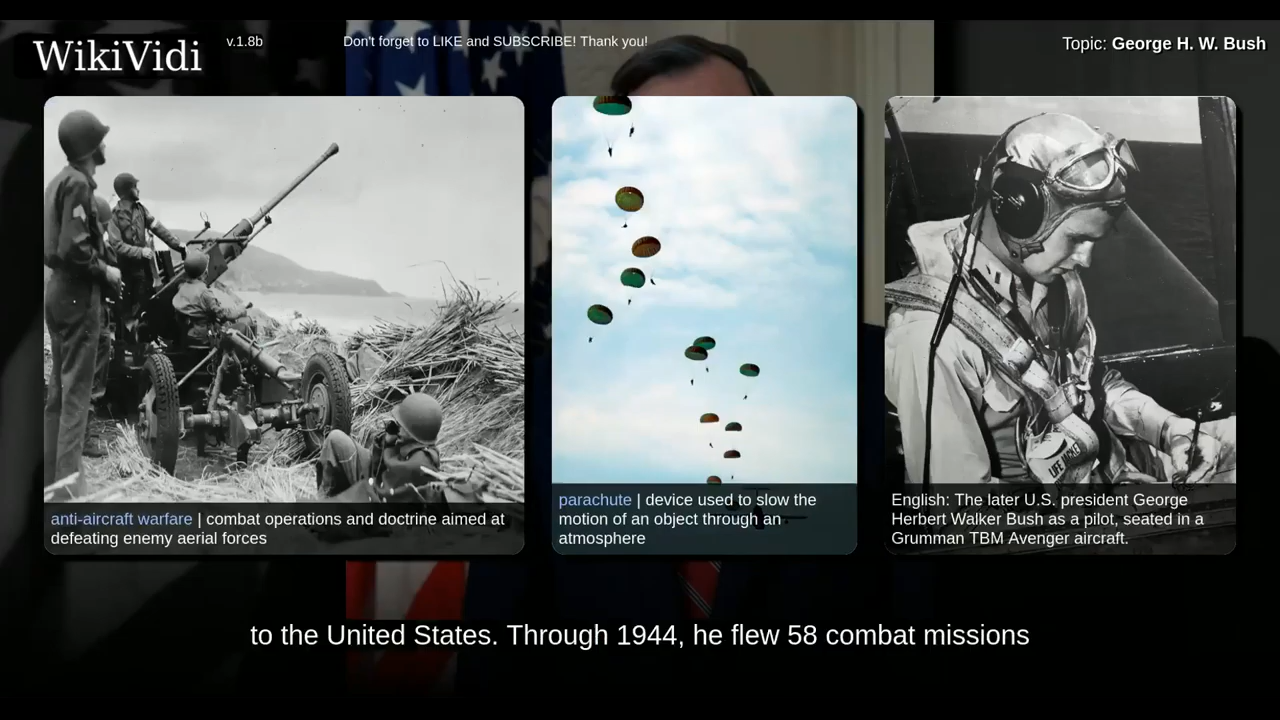 WikiVidi
v.1.8b
Don't forget to LIKE and SUBSCRIBE! Thank you!
Topic: George H. W. Bush
anti-aircraft warfare | combat operations and doctrine aimed at
defeating enemy aerial forces
parachute | device used to slow the
motion of an object through an
atmosphere
LIFE JACKET
English: The later U.S. president George
Herbert Walker Bush as a pilot, seated in a
Grumman TBM Avenger aircraft.
to the United States. Through 1944, he flew 58 combat missions